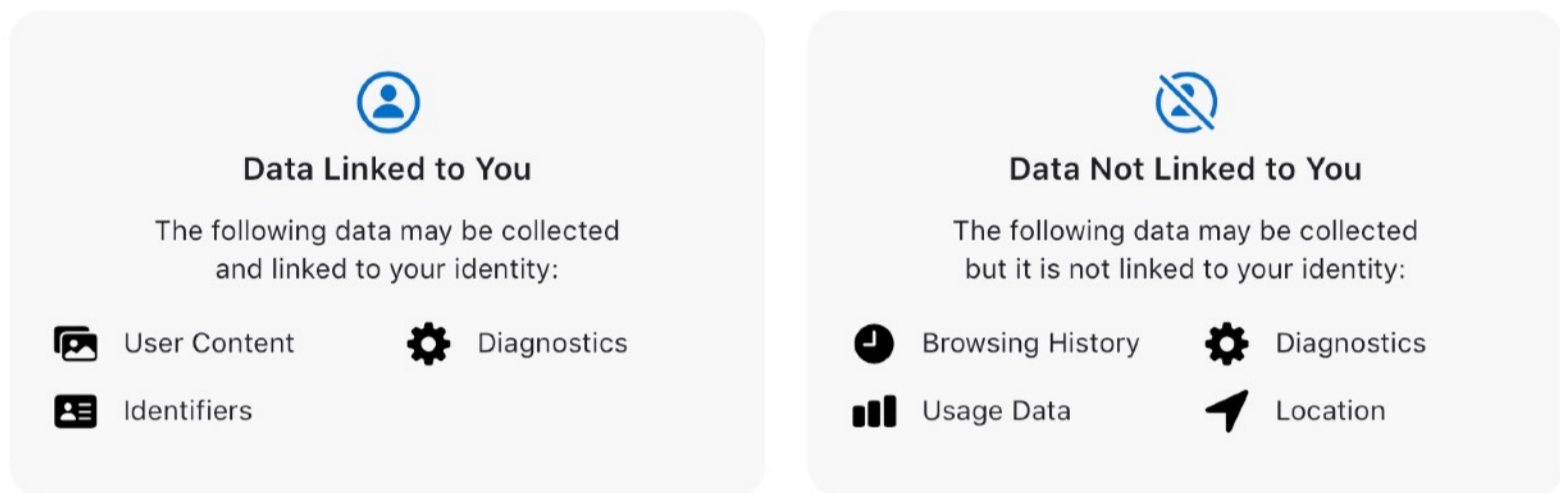 Data Linked to You
The following data may be collected
and linked to your identity:
User Content
Diagnostics
Identifiers
Data Not Linked to You
The following data may be collected
but it is not linked to your identity:
Browsing History
Diagnostics
Usage Data
Location